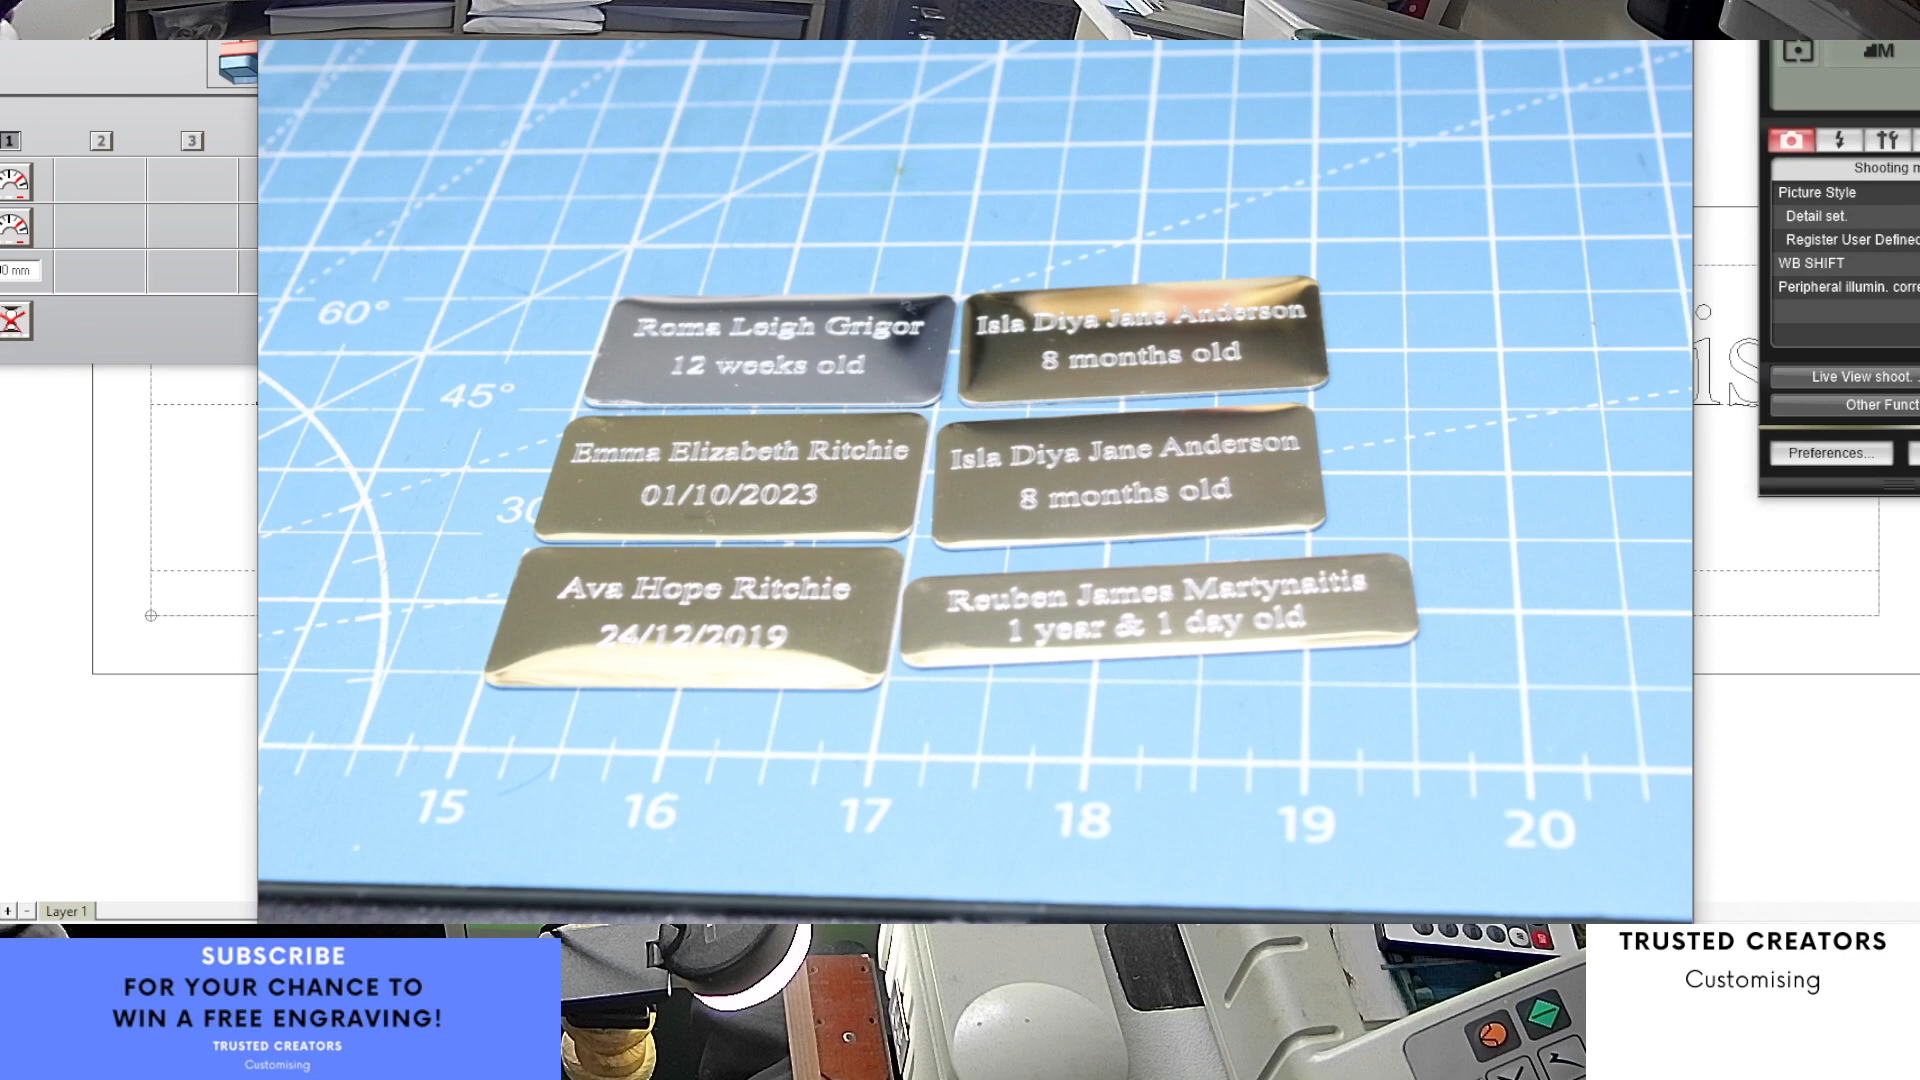 1
2
3
0 mm
60°
45°
30
Roma Leigh Grigor
12 weeks old
Isla Diya Jane Anderson
8 months old
Emma Elizabeth Ritchie
01/10/2023
Isla Diya Jane Anderson
8 months old
Ava Hope Ritchie
24/12/2019
Reuben James Martynaitis
1 year & 1 day old
15
16
17
18
19
20
M
Shooting m
Picture Style
Detail set.
Register User Defined
WB SHIFT
Peripheral illumin. corre
Live View shoot. ..
Other Funct
Preferences...
is
+ - Layer 1
SUBSCRIBE
FOR YOUR CHANCE TO
WIN A FREE ENGRAVING!
TRUSTED CREATORS
Customising
TRUSTED CREATORS
Customising